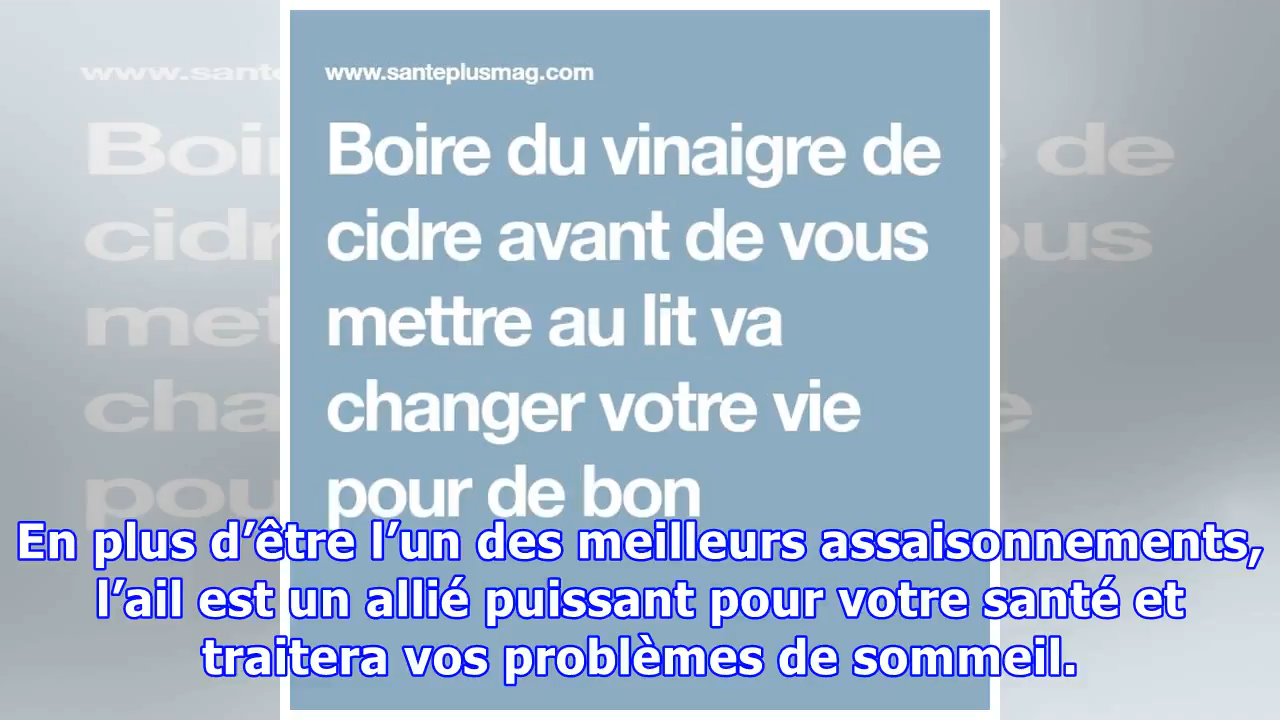 www.santeplusmag.com
Boire du vinaigre de
cidre avant de vous
mettre au lit va
changer votre vie
pour de bon
En plus d’être l’un des meilleurs assaisonnements,
l’ail est un allié puissant pour votre santé et
traitera vos problèmes de sommeil.